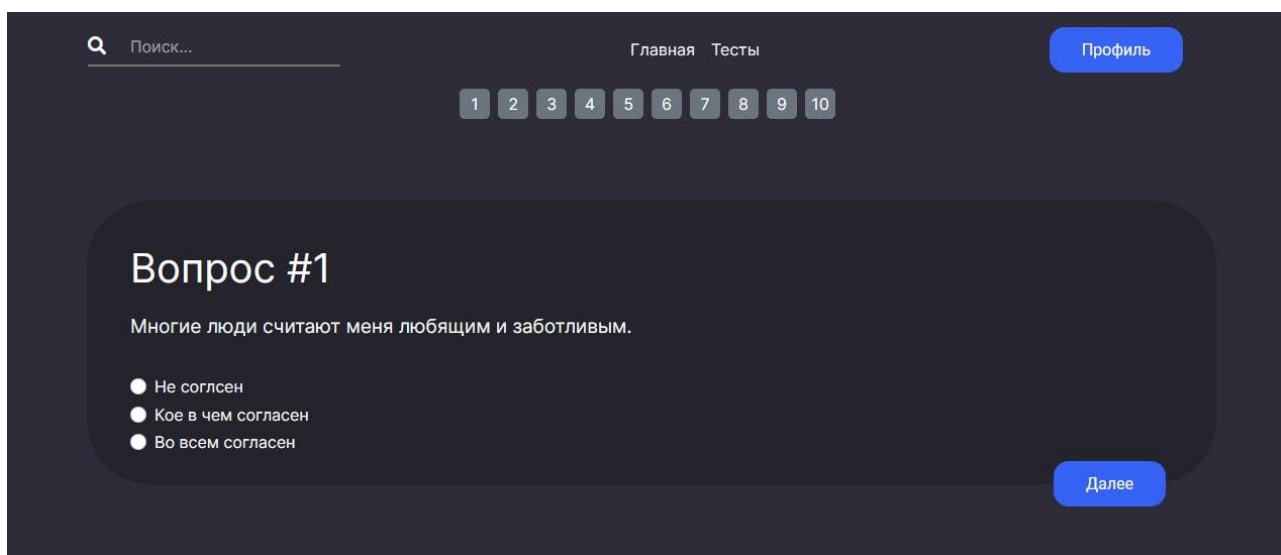 Поиск...
Главная Тесты
Профиль
1 2 3 4 5 6 7 8 9 10
Вопрос #1
Многие люди считают меня любящим и заботливым.
Не соглсен
Кое в чем согласен
Во всем согласен
Далее